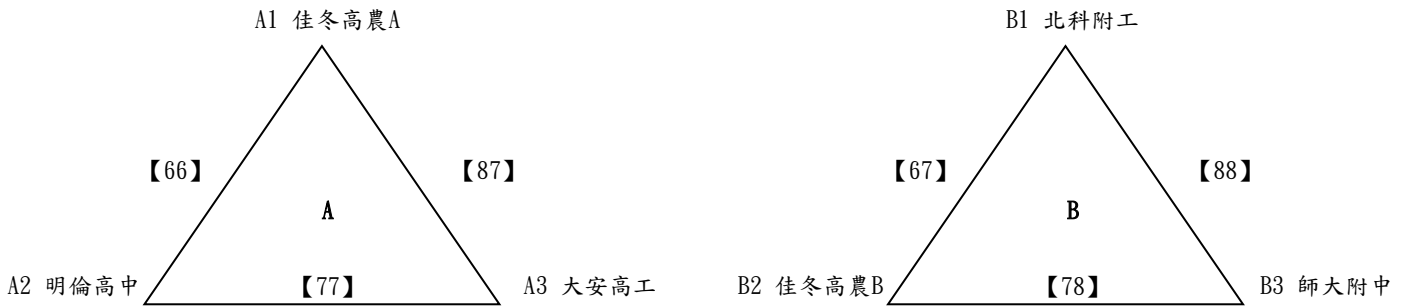 A1 佳冬高農A
B1 北科附工
【66】
【87】
【67】
【88】
A
B
A2 明倫高中
【77】
A3 大安高工
B2 佳冬高農B
【78】
B3 師大附中